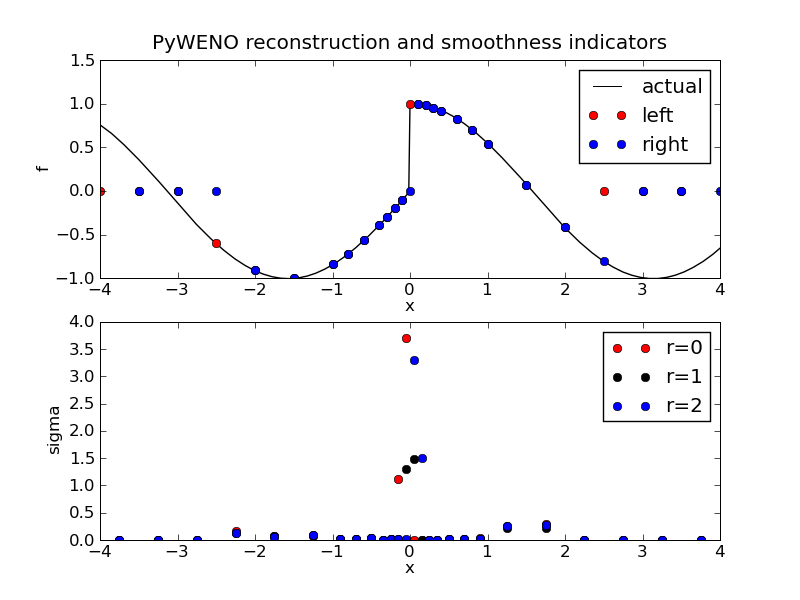 PyWENO reconstruction and smoothness indicators
1.5
1.0
0.5
0.0
−0.5
−1.0
f
actual
left
right
−4 −3 −2 −1 0 1 2 3 4
x
4.0
3.5
3.0
2.5
2.0
1.5
1.0
0.5
0.0
sigma
r=0
r=1
r=2
−4 −3 −2 −1 0 1 2 3 4
x